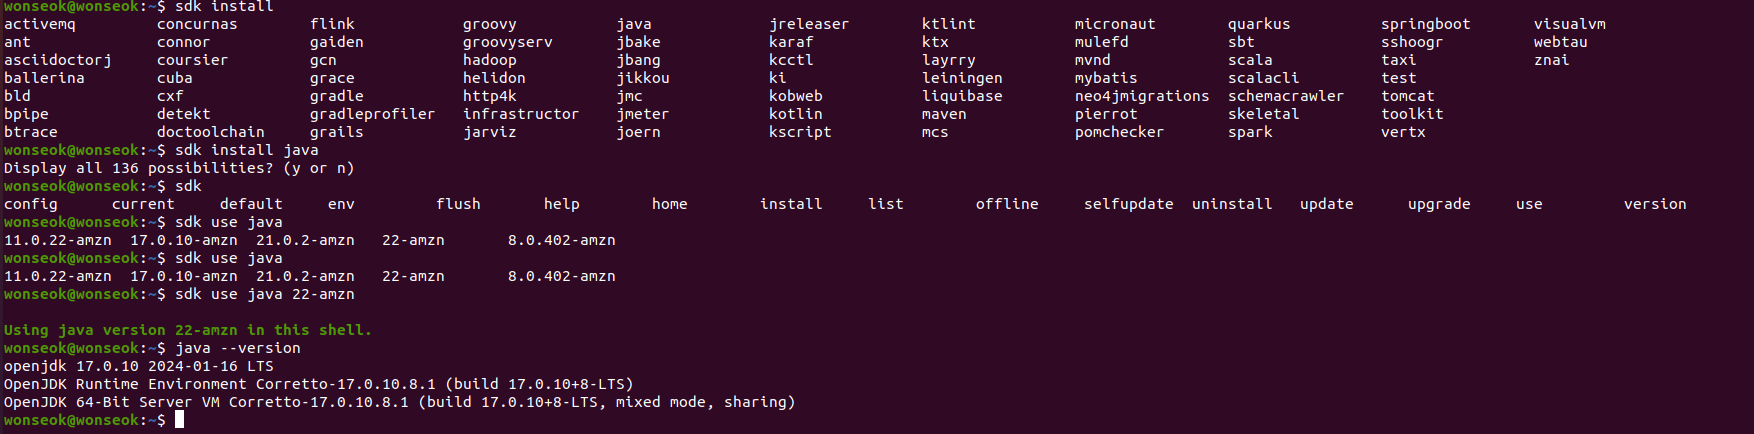 wonseok@wonseok:~$ sdk install
activemq concurnas flink groovy java jreleaser ktlint micronaut quarkus springboot visualvm
ant connor gaiden groovyserv jbake karaf ktx mulefd sbt sshoogr webtau
asciidoctorj coursier gcn hadoop jbang kcctl layrry mvnd scala taxi znai
ballerina cuba grace helidon jikkou ki leiningen mybatis scalacli test
bld cxf gradle http4k jmc kobweb liquibase neo4jmigrations schemacrawler tomcat
bpipe detekt gradleprofiler infrastructor jmeter kotlin maven pierrot skeletal toolkit
btrace doctoolchain grails jarviz joern kscript mcs pomchecker spark vertx
wonseok@wonseok:~$ sdk install java
Display all 136 possibilities? (y or n)
wonseok@wonseok:~$ sdk
config current default env flush help home install list offline selfupdate uninstall update upgrade use version
wonseok@wonseok:~$ sdk use java
11.0.22-amzn 17.0.10-amzn 21.0.2-amzn 22-amzn 8.0.402-amzn
wonseok@wonseok:~$ sdk use java
11.0.22-amzn 17.0.10-amzn 21.0.2-amzn 22-amzn 8.0.402-amzn
wonseok@wonseok:~$ sdk use java 22-amzn
Using java version 22-amzn in this shell.
wonseok@wonseok:~$ java --version
openjdk 17.0.10 2024-01-16 LTS
OpenJDK Runtime Environment Corretto-17.0.10.8.1 (build 17.0.10+8-LTS)
OpenJDK 64-Bit Server VM Corretto-17.0.10.8.1 (build 17.0.10+8-LTS, mixed mode, sharing)
wonseok@wonseok:~$